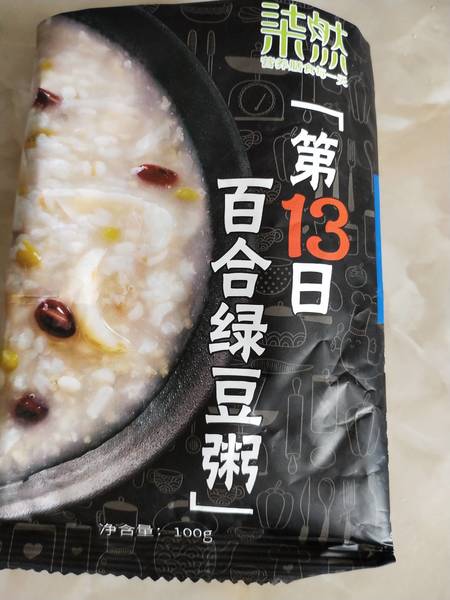 柒然
营养膳食每一天
「第13日
百合绿豆粥」
净含量：100g